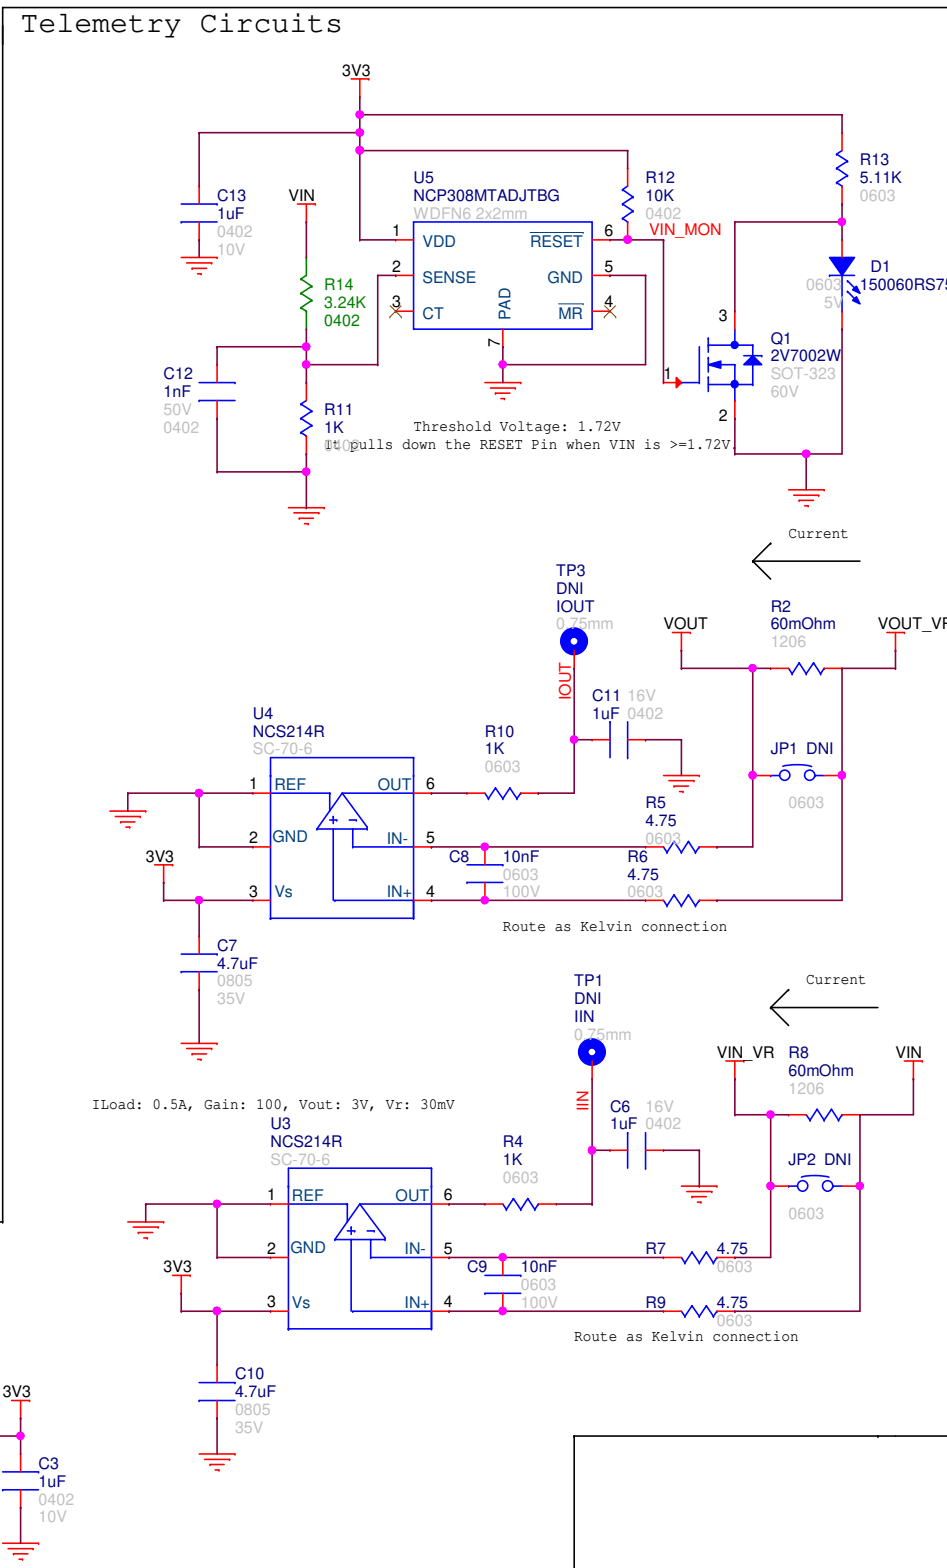 Telemetry Circuits
3V3
C13
1uF
0402
10V
VIN
R14
3.24K
0402
C12
1nF
50V
0402
R11
1K
0402
U5
NCP308MTADJTBG
WDFN6 2x2mm
1 VDD
2 SENSE
3 CT
RESET 6
GND 5
MR 4
PAD
7
R12
10K
0402
VIN_MON
R13
5.11K
0603
D1
150060RS75
0603
5V
Q1
2V7002W
SOT-323
60V
3
1
2
Threshold Voltage: 1.72V
It pulls down the RESET Pin when VIN is >=1.72V.
Current
TP3
DNI
IOUT
0.75mm
IOUT
C11 16V
1uF 0402
VOUT
R2
60mOhm
1206
VOUT_VR
JP1 DNI
0603
U4
NCS214R
SC-70-6
1 REF
2 GND
3 Vs
OUT 6
IN- 5
IN+ 4
R10
1K
0603
R5
4.75
0603
R6
4.75
0603
C8 10nF
0603
100V
3V3
C7
4.7uF
0805
35V
Route as Kelvin connection
Current
TP1
DNI
IIN
0.75mm
IIN
C6 16V
1uF 0402
VIN_VR
R8
60mOhm
1206
VIN
JP2 DNI
0603
ILoad: 0.5A, Gain: 100, Vout: 3V, Vr: 30mV
U3
NCS214R
SC-70-6
1 REF
2 GND
3 Vs
OUT 6
IN- 5
IN+ 4
R4
1K
0603
R7 4.75
0603
R9 4.75
0603
C9 10nF
0603
100V
3V3
Route as Kelvin connection
C10
4.7uF
0805
35V
3V3
C3
1uF
0402
10V